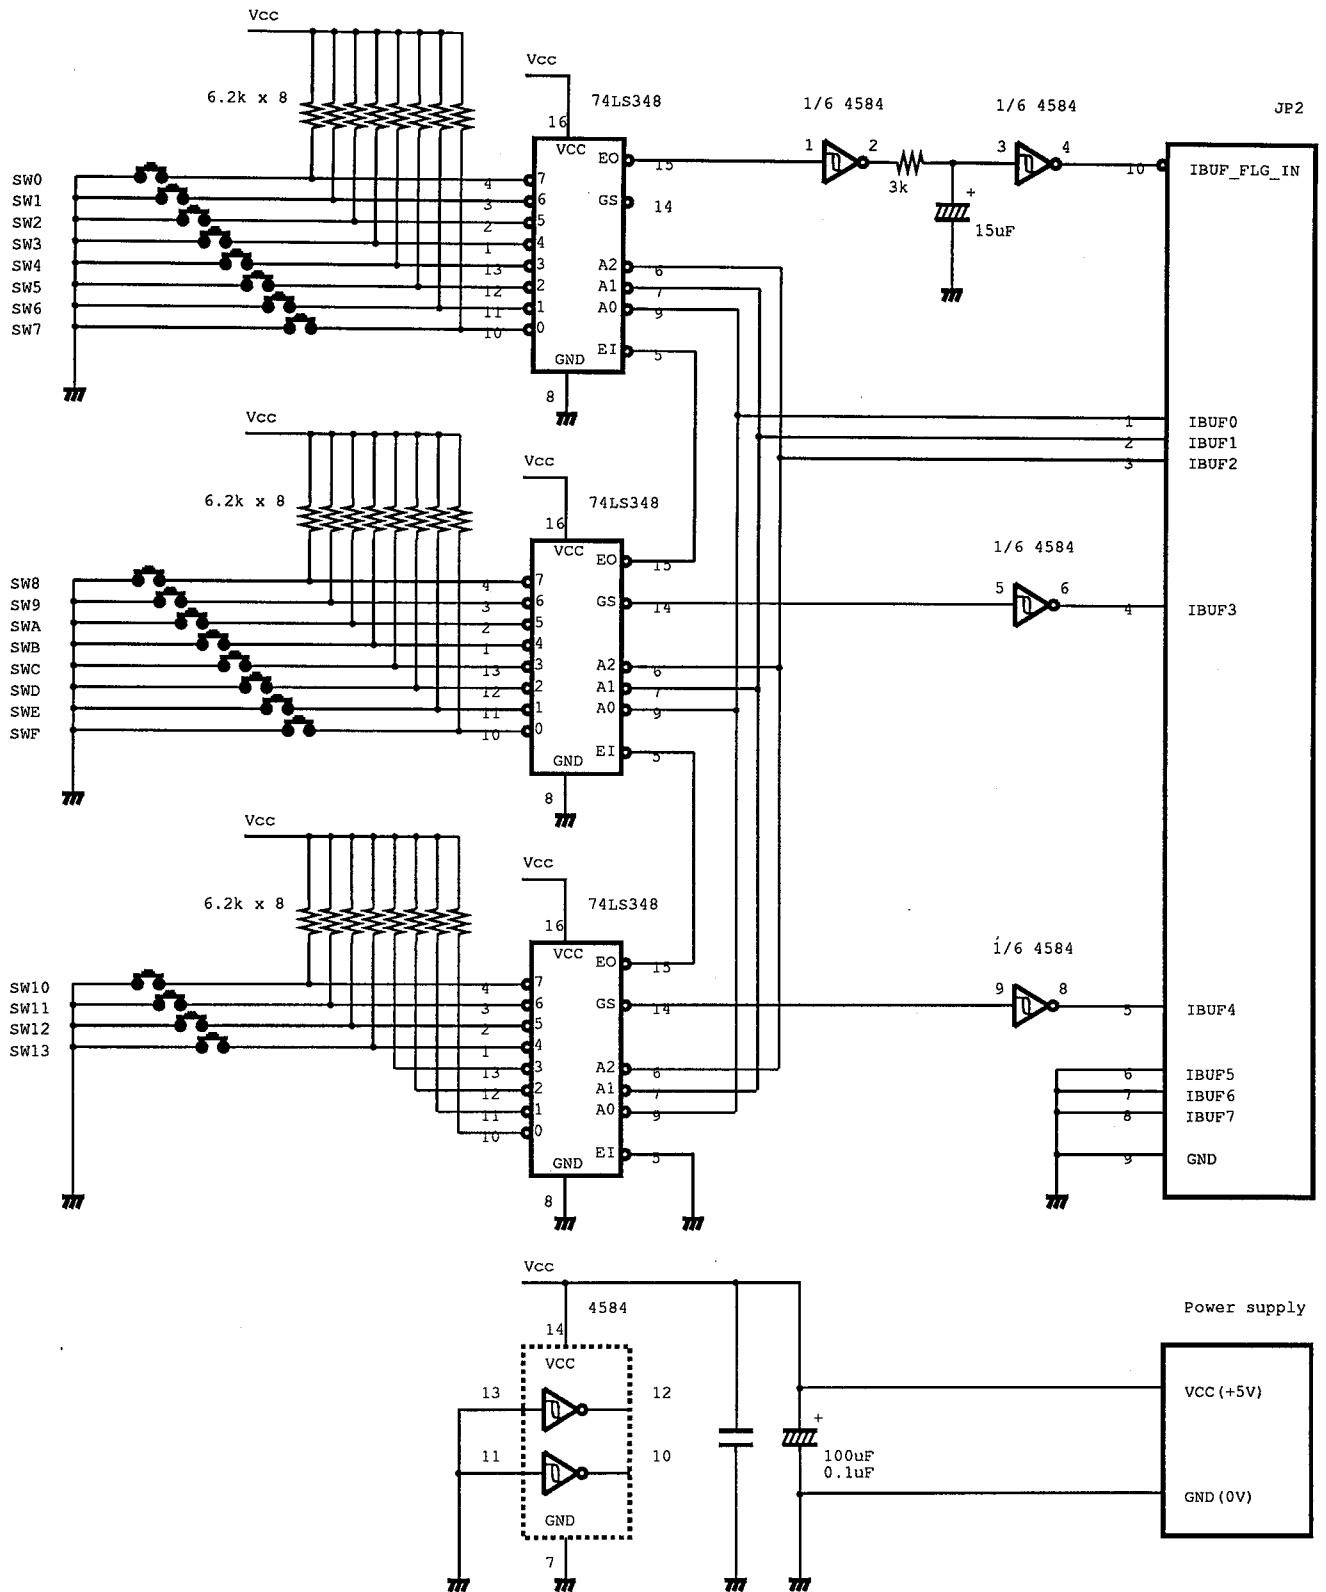 Vcc
Vcc
6.2k x 8
74LS348
1/6 4584
1/6 4584
JP2
16
VCC
EO
15
1
2
3
4
10
IBUF_FLG_IN
3k
+
15uF
SW0
4
7
SW1
3
6
GS
14
SW2
2
5
SW3
1
4
SW4
13
3
A2
6
SW5
12
2
A1
7
SW6
11
1
A0
9
SW7
10
0
EI
5
GND
8
Vcc
1
IBUF0
2
IBUF1
3
IBUF2
Vcc
6.2k x 8
74LS348
16
VCC
EO
15
1/6 4584
SW8
4
7
SW9
3
6
GS
14
5
6
4
IBUF3
SWA
2
5
SWB
1
4
SWC
13
3
A2
6
SWD
12
2
A1
7
SWE
11
1
A0
9
SWF
10
0
EI
5
GND
8
Vcc
Vcc
6.2k x 8
74LS348
16
VCC
EO
15
1/6 4584
SW10
4
7
SW11
3
6
GS
14
9
8
5
IBUF4
SW12
2
5
SW13
1
4
13
3
A2
6
6
IBUF5
12
2
A1
7
7
IBUF6
11
1
A0
9
8
IBUF7
10
0
EI
5
9
GND
GND
8
Vcc
4584
Power supply
14
VCC
13
12
VCC(+5V)
+
11
10
100uF
0.1uF
GND
GND(0V)
7